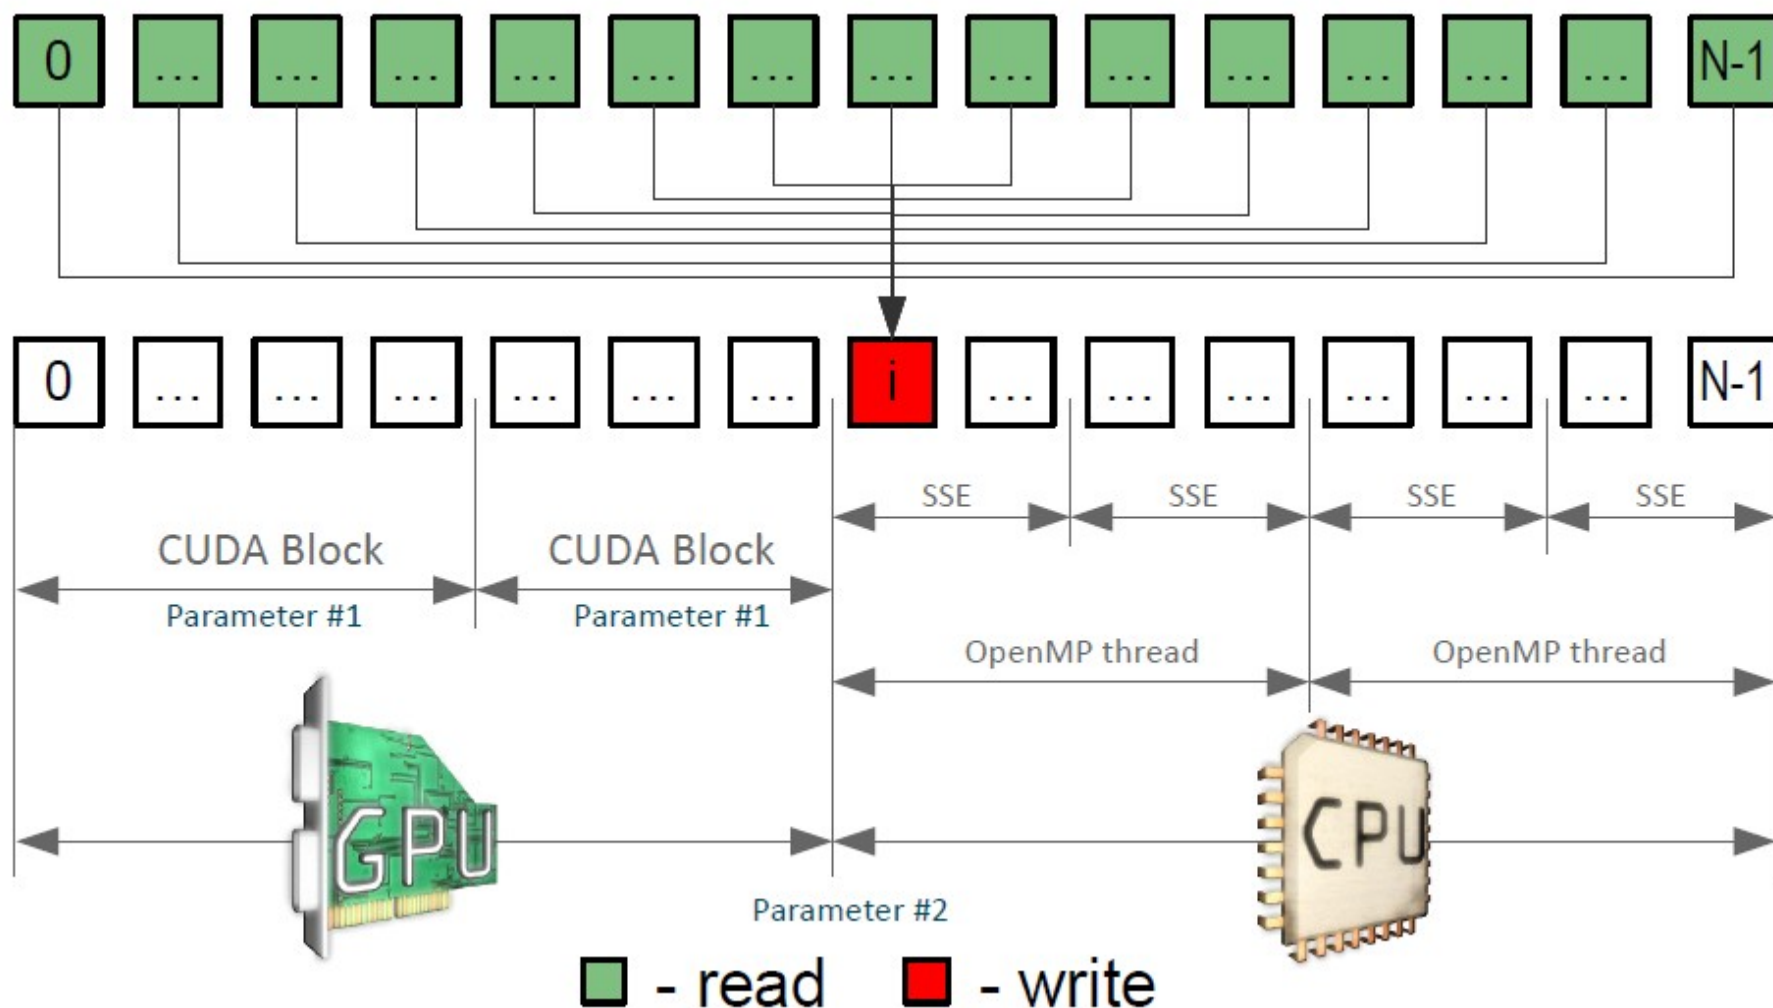 0 ... ... ... ... ... ... ... ... ... ... ... ... ... N-1
0 ... ... ... ... ... ... i ... ... ... ... ... ... N-1
SSE SSE SSE SSE
CUDA Block CUDA Block
Parameter #1 Parameter #1
OpenMP thread OpenMP thread
GPU CPU
Parameter #2
- read - write